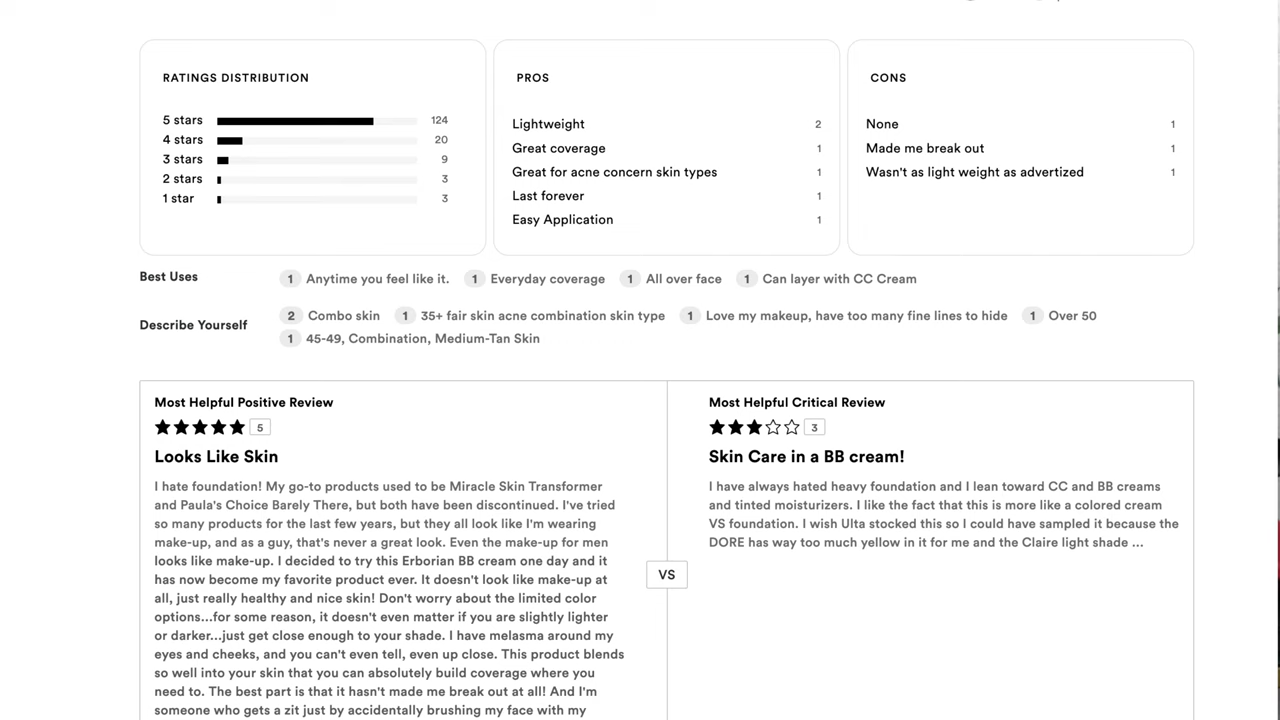 RATINGS DISTRIBUTION
5 stars 124
4 stars 20
3 stars 9
2 stars 3
1 star 3
PROS
Lightweight 2
Great coverage 1
Great for acne concern skin types 1
Last forever 1
Easy Application 1
CONS
None 1
Made me break out 1
Wasn't as light weight as advertized 1
Best Uses 1 Anytime you feel like it. 1 Everyday coverage 1 All over face 1 Can layer with CC Cream
Describe Yourself 2 Combo skin 1 35+ fair skin acne combination skin type 1 Love my makeup, have too many fine lines to hide 1 Over 50
1 45-49, Combination, Medium-Tan Skin
Most Helpful Positive Review
5
Looks Like Skin
I hate foundation! My go-to products used to be Miracle Skin Transformer
and Paula's Choice Barely There, but both have been discontinued. I've tried
so many products for the last few years, but they all look like I'm wearing
make-up, and as a guy, that's never a great look. Even the make-up for men
looks like make-up. I decided to try this Erborian BB cream one day and it
has now become my favorite product ever. It doesn't look like make-up at
all, just really healthy and nice skin! Don't worry about the limited color
options...for some reason, it doesn't even matter if you are slightly lighter
or darker...just get close enough to your shade. I have melasma around my
eyes and cheeks, and you can't even tell, even up close. This product blends
so well into your skin that you can absolutely build coverage where you
need to. The best part is that it hasn't made me break out at all! And I'm
someone who gets a zit just by accidentally brushing my face with my
VS
Most Helpful Critical Review
3
Skin Care in a BB cream!
I have always hated heavy foundation and I lean toward CC and BB creams
and tinted moisturizers. I like the fact that this is more like a colored cream
VS foundation. I wish Ulta stocked this so I could have sampled it because the
DORE has way too much yellow in it for me and the Claire light shade ...